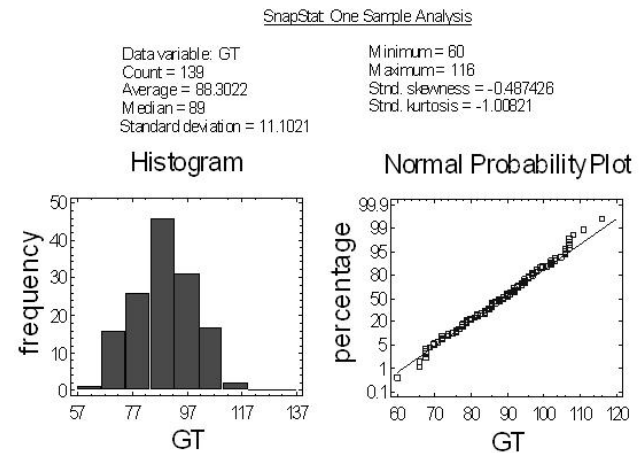 SnapStat: One Sample Analysis
Data variable: GT
Count = 139
Average = 88.3022
Median = 89
Standard deviation = 11.1021
Minimum = 60
Maximum = 116
Stnd. skewness = -0.487426
Stnd. kurtosis = -1.00821
Histogram
frequency
50
40
30
20
10
0
57 77 97 117 137
GT
Normal Probability Plot
percentage
99.9
99
95
80
50
20
5
1
0.1
60 70 80 90 100 110 120
GT